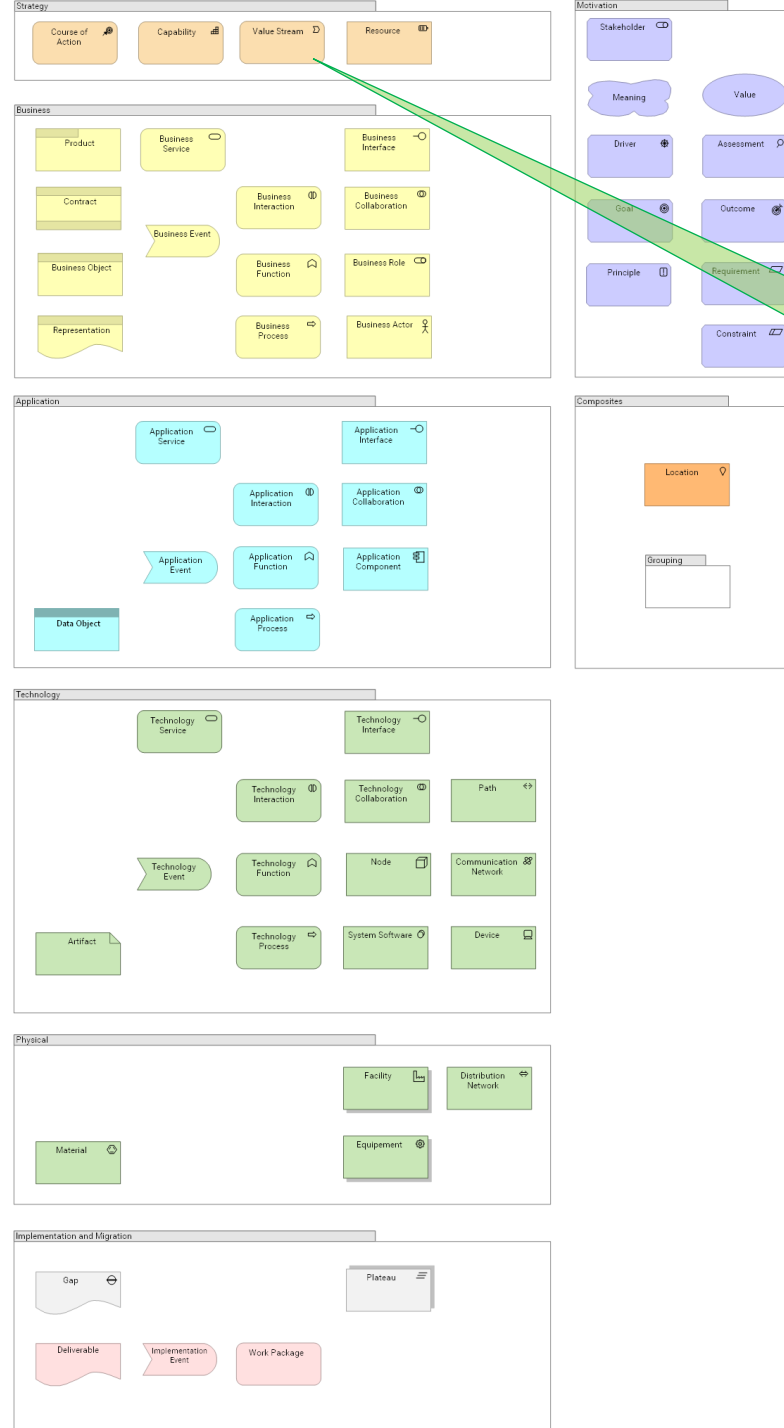 Strategy
Course of
Action
Capability
Value Stream
Resource
Motivation
Stakeholder
Meaning
Value
Driver
Assessment
Goal
Outcome
Principle
Requirement
Constraint
Business
Product
Business
Service
Business
Interface
Contract
Business
Interaction
Business
Collaboration
Business Event
Business Object
Business
Function
Business Role
Representation
Business
Process
Business Actor
Application
Application
Service
Application
Interface
Application
Interaction
Application
Collaboration
Application
Event
Application
Function
Application
Component
Data Object
Application
Process
Composites
Location
Grouping
Technology
Technology
Service
Technology
Interface
Technology
Interaction
Technology
Collaboration
Path
Technology
Event
Technology
Function
Node
Communication
Network
Artifact
Technology
Process
System Software
Device
Physical
Facility
Distribution
Network
Material
Equipement
Implementation and Migration
Gap
Plateau
Deliverable
Implementation
Event
Work Package